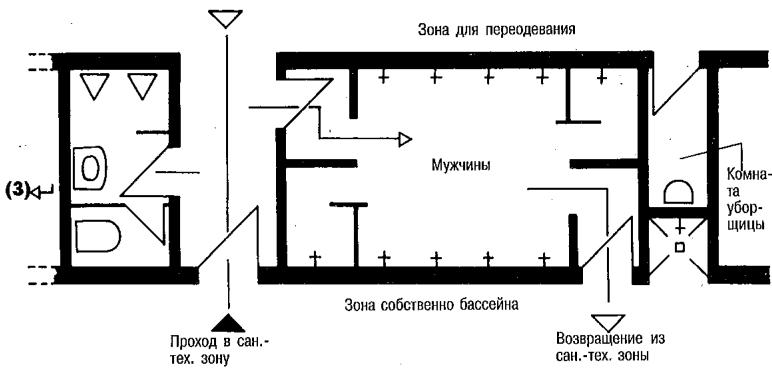 Зона для переодевания
(3)
Мужчины
Комна-
та
убор-
щицы
Зона собственно бассейна
Проход в сан.-
тех. зону
Возвращение из
сан.-тех. зоны